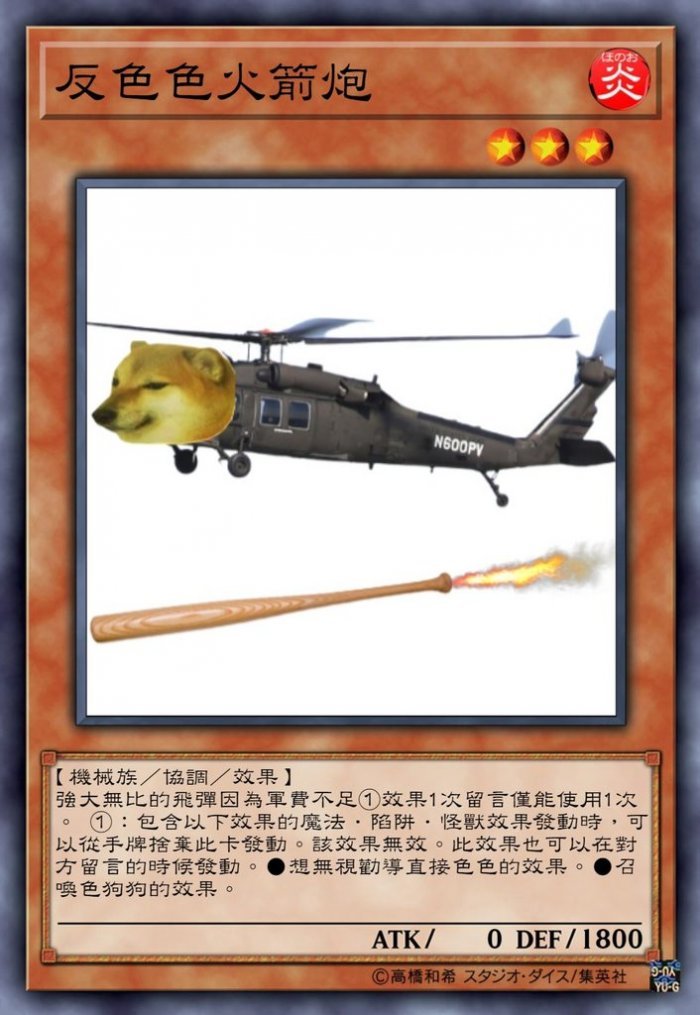 反色色火箭炮
ほのお
炎
N600PV
【機械族／協調／效果】
強大無比的飛彈因為軍費不足①效果1次留言僅能使用1次
。 ①：包含以下效果的魔法・陷阱・怪獸效果發動時，可
以從手牌捨棄此卡發動。該效果無效。此效果也可以在對
方留言的時候發動。●想無視勸導直接色色的效果。●召
喚色狗狗的效果。
ATK/ 0 DEF/1800
©高橋和希 スタジオ・ダイス/集英社